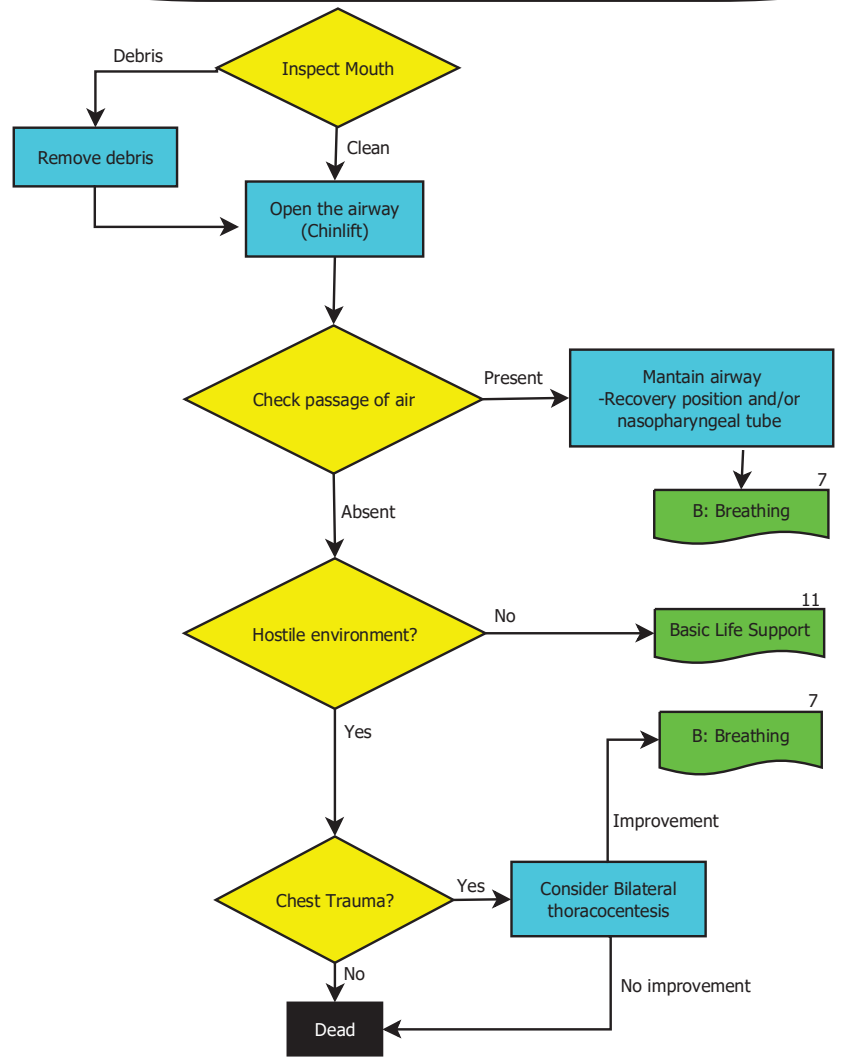 Debris
Inspect Mouth
Clean
Remove debris
Open the airway
(Chinlift)
Check passage of air
Present
Mantain airway
-Recovery position and/or
nasopharyngeal tube
7
B: Breathing
Absent
Hostile environment?
No
11
Basic Life Support
Yes
7
B: Breathing
Improvement
Chest Trauma?
Yes
Consider Bilateral
thoracocentesis
No
No improvement
Dead